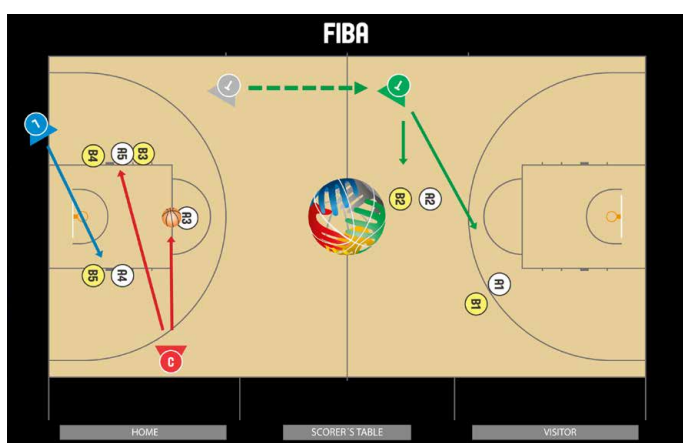 FIBA
B4 A5 B3
A3
B2 A2
B5 A4
A1
B1
C
HOME
SCORER´S TABLE
VISITOR